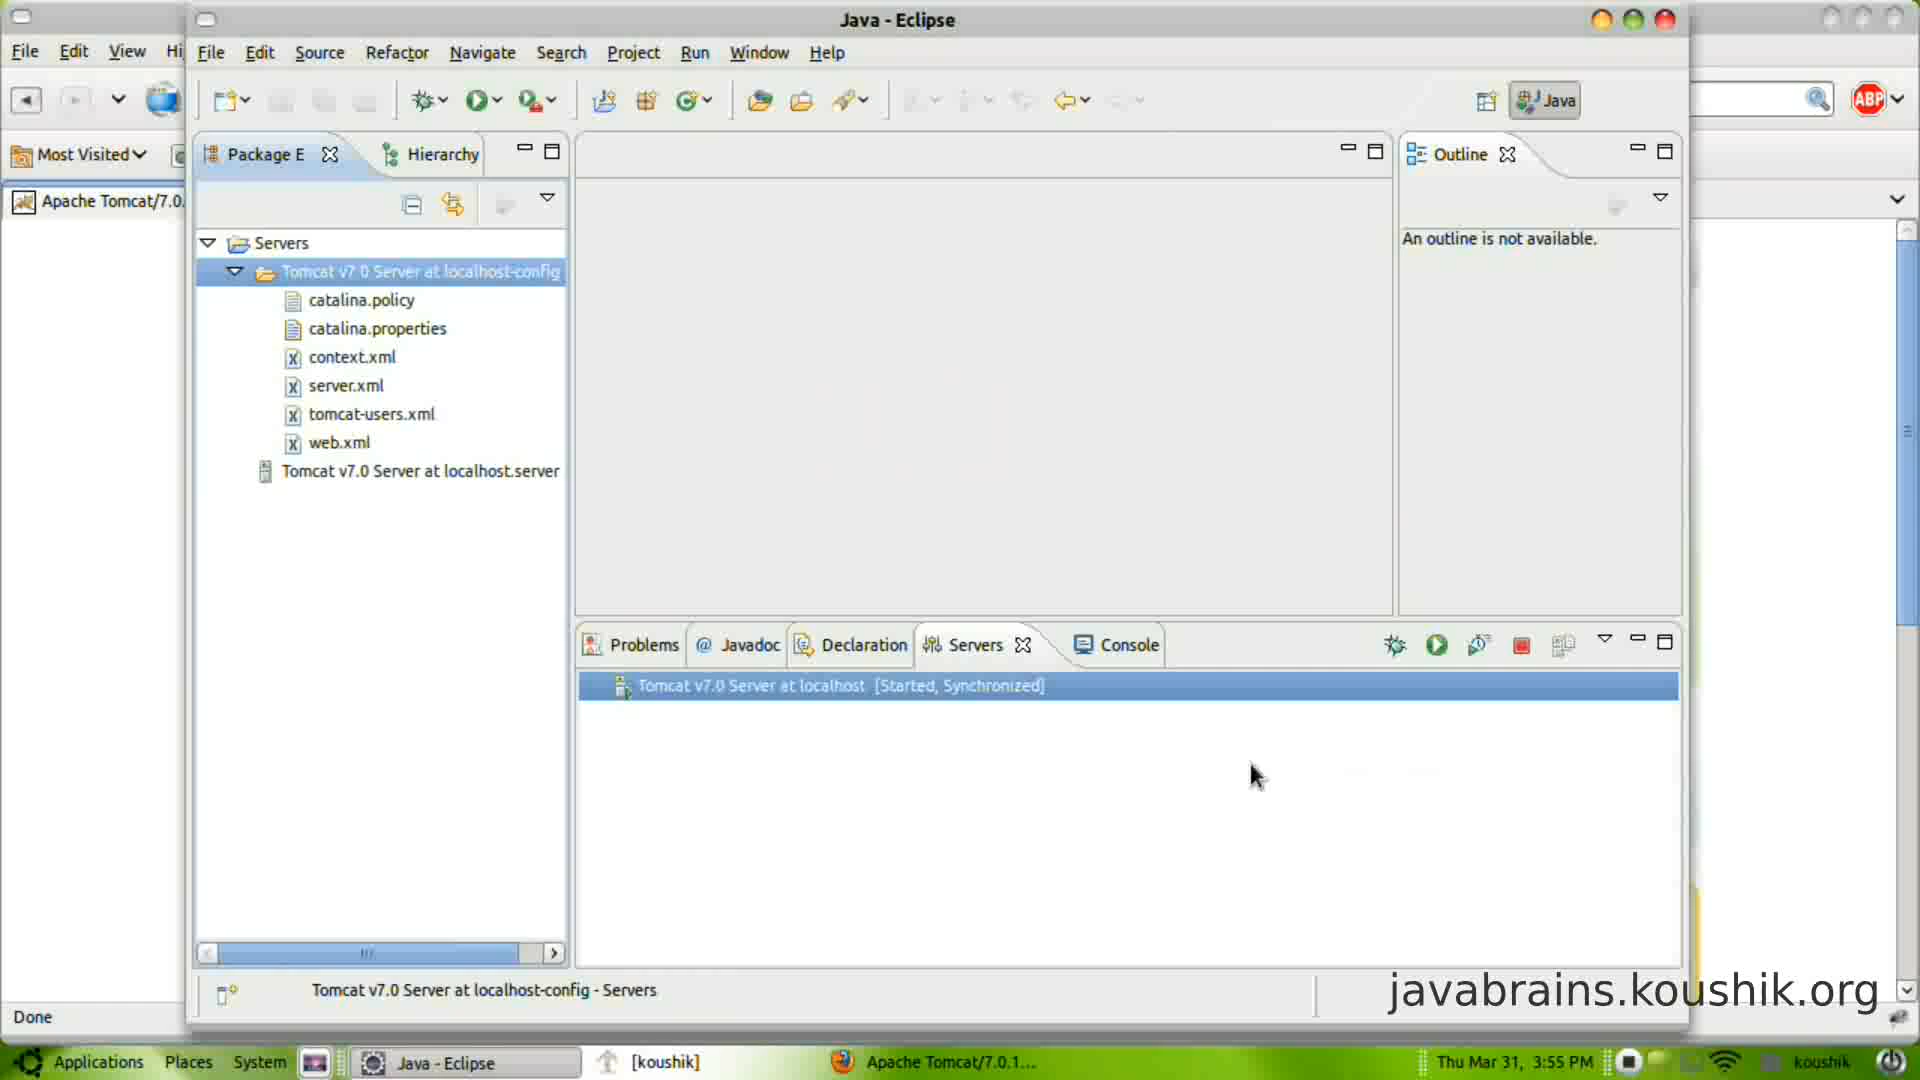 Java - Eclipse
File Edit View Hi
File Edit Source Refactor Navigate Search Project Run Window Help
Java
ABP
Most Visited
Package E
Hierarchy
Outline
Apache Tomcat/7.0.
Servers
An outline is not available.
Tomcat v7.0 Server at localhost-config
catalina.policy
catalina.properties
context.xml
server.xml
tomcat-users.xml
web.xml
Tomcat v7.0 Server at localhost.server
Problems @ Javadoc Declaration Servers Console
Tomcat v7.0 Server at localhost [Started, Synchronized]
Tomcat v7.0 Server at localhost-config - Servers
javabrains.koushik.org
Done
Applications Places System Java - Eclipse [koushik] Apache Tomcat/7.0.1... Thu Mar 31, 3:55 PM koushik